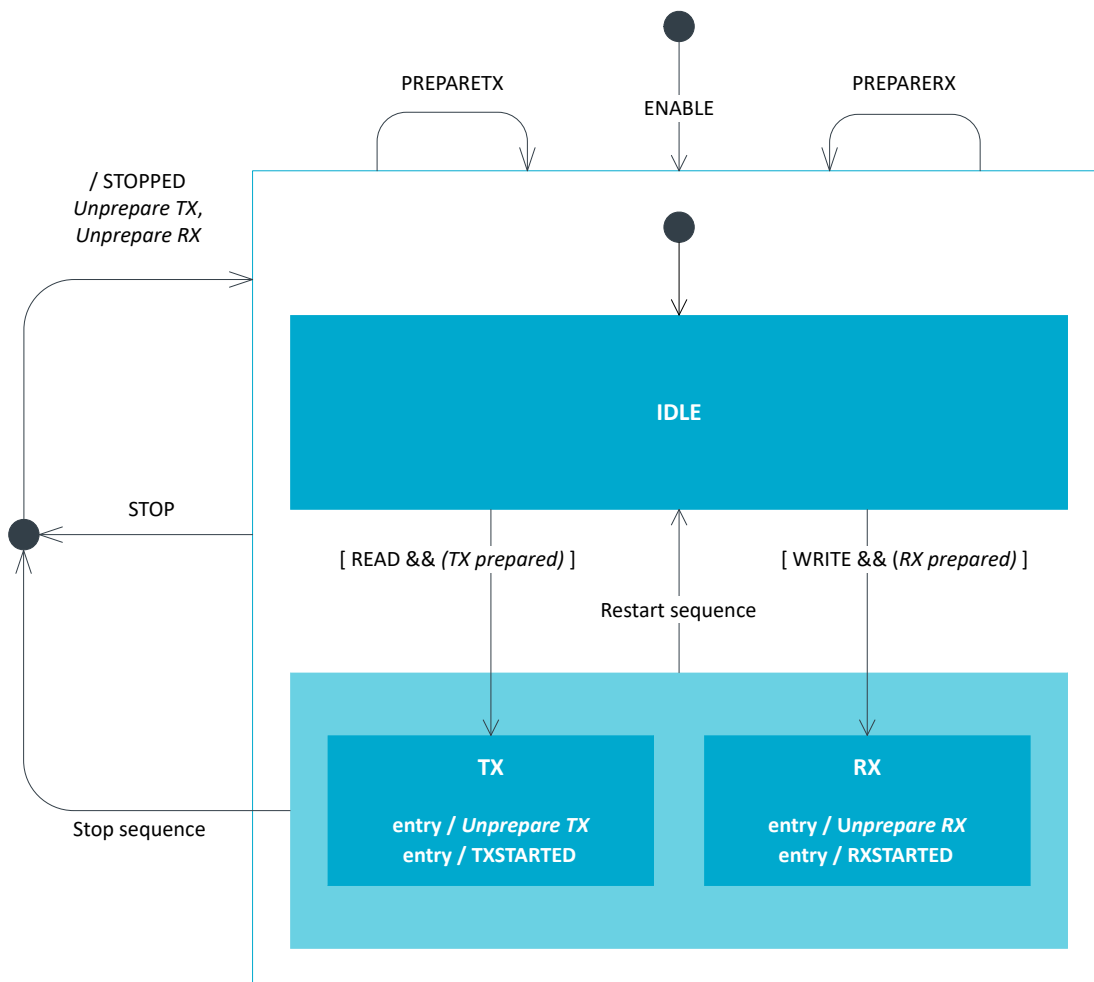 PREPARETX
PREPARERX
ENABLE
/ STOPPED
Unprepare TX,
Unprepare RX
IDLE
STOP
[ READ && (TX prepared) ]
[ WRITE && (RX prepared) ]
Restart sequence
TX
entry / Unprepare TX
entry / TXSTARTED
RX
entry / Unprepare RX
entry / RXSTARTED
Stop sequence